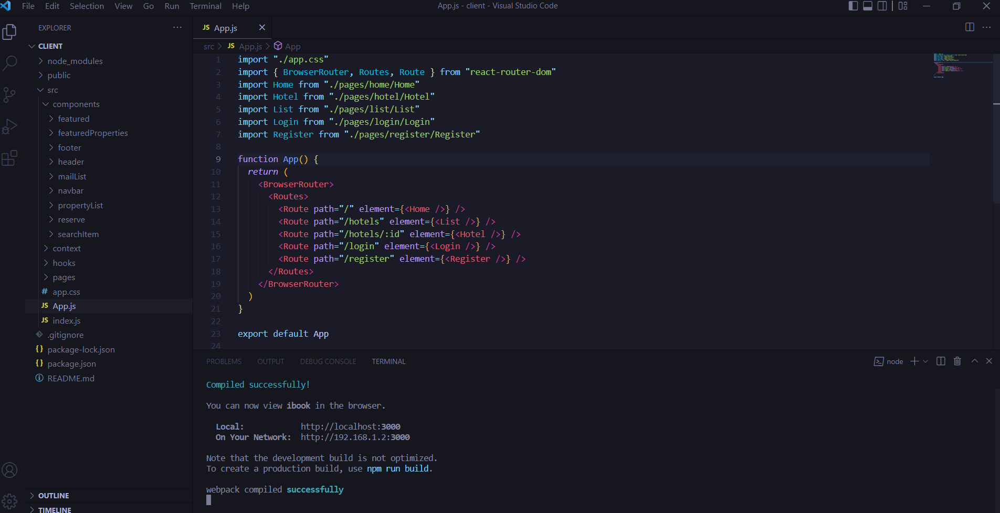 File Edit Selection View Go Run Terminal Help
App.js - client - Visual Studio Code
EXPLORER
CLIENT
node_modules
public
src
components
featured
featuredProperties
footer
header
mailList
navbar
propertyList
reserve
searchItem
context
hooks
pages
# app.css
JS App.js
JS index.js
.gitignore
{} package-lock.json
{} package.json
README.md
OUTLINE
TIMELINE
JS App.js
src > JS App.js > App
1 import "./app.css"
2 import { BrowserRouter, Routes, Route } from "react-router-dom"
3 import Home from "./pages/home/Home"
4 import Hotel from "./pages/hotel/Hotel"
5 import List from "./pages/list/List"
6 import Login from "./pages/login/Login"
7 import Register from "./pages/register/Register"
8
9 function App() {
10 return (
11 <BrowserRouter>
12 <Routes>
13 <Route path="/" element={<Home />} />
14 <Route path="/hotels" element={<List />} />
15 <Route path="/hotels/:id" element={<Hotel />} />
16 <Route path="/login" element={<Login />} />
17 <Route path="/register" element={<Register />} />
18 </Routes>
19 </BrowserRouter>
20 )
21 }
22
23 export default App
24
PROBLEMS OUTPUT DEBUG CONSOLE TERMINAL
node
Compiled successfully!
You can now view ibook in the browser.
Local: http://localhost:3000
On Your Network: http://192.168.1.2:3000
Note that the development build is not optimized.
To create a production build, use npm run build.
webpack compiled successfully